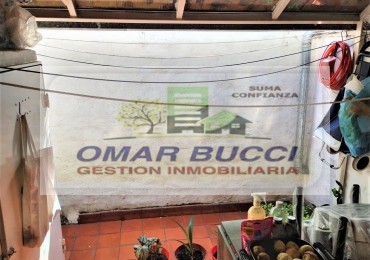 SUMA
CONFIANZA
OMAR BUCCI
GESTION INMOBILIARIA